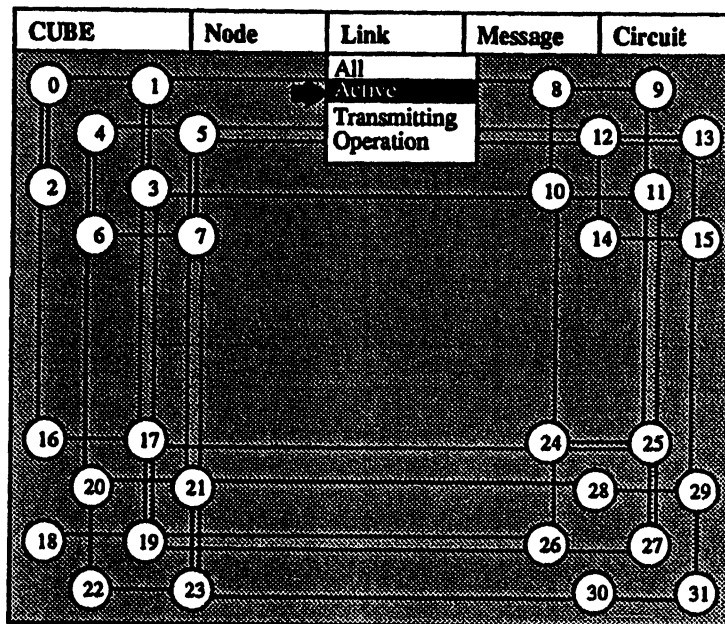 CUBE Node Link Message Circuit
All
Active
Transmitting
Operation
0 1 8 9
4 5 12 13
2 3 10 11
6 7 14 15
16 17 24 25
20 21 28 29
18 19 26 27
22 23 30 31